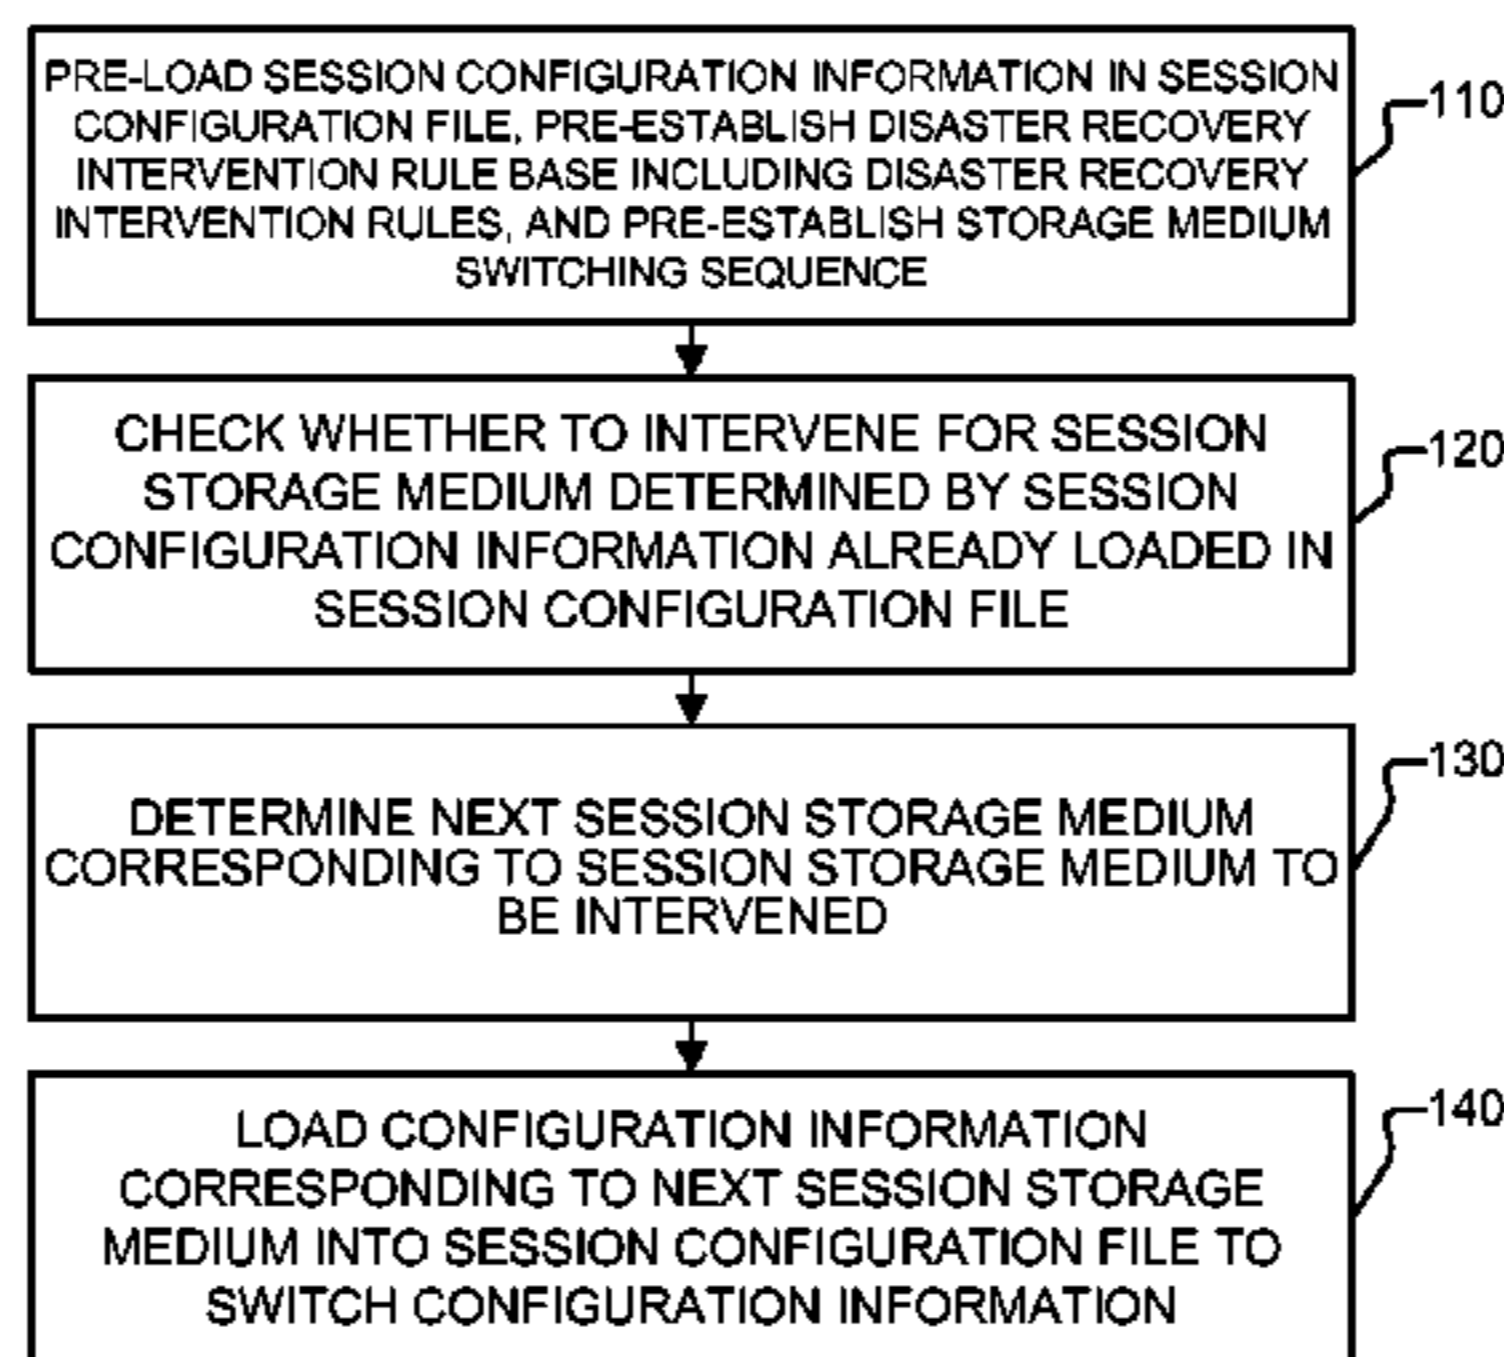 PRE-LOAD SESSION CONFIGURATION INFORMATION IN SESSION
CONFIGURATION FILE, PRE-ESTABLISH DISASTER RECOVERY
INTERVENTION RULE BASE INCLUDING DISASTER RECOVERY
INTERVENTION RULES, AND PRE-ESTABLISH STORAGE MEDIUM
SWITCHING SEQUENCE
110
CHECK WHETHER TO INTERVENE FOR SESSION
STORAGE MEDIUM DETERMINED BY SESSION
CONFIGURATION INFORMATION ALREADY LOADED IN
SESSION CONFIGURATION FILE
120
DETERMINE NEXT SESSION STORAGE MEDIUM
CORRESPONDING TO SESSION STORAGE MEDIUM TO
BE INTERVENED
130
LOAD CONFIGURATION INFORMATION
CORRESPONDING TO NEXT SESSION STORAGE
MEDIUM INTO SESSION CONFIGURATION FILE TO
SWITCH CONFIGURATION INFORMATION
140